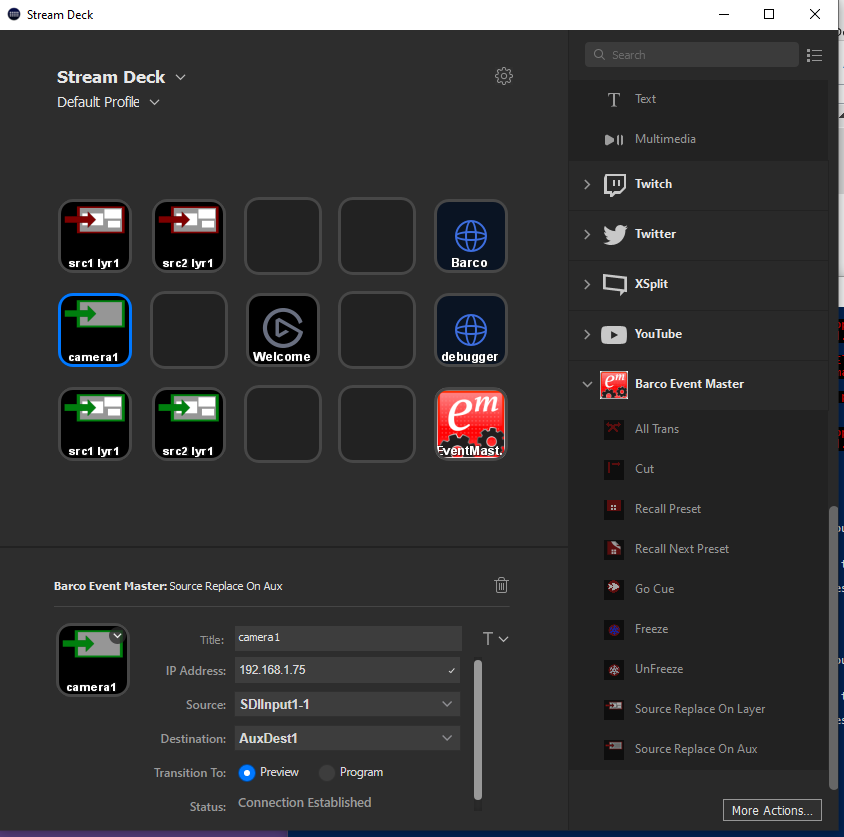 Stream Deck
Stream Deck
Default Profile
src1 lyr1
src2 lyr1
Barco
camera1
Welcome
debugger
src1 lyr1
src2 lyr1
em
EventMast.
Barco Event Master: Source Replace On Aux
camera1
Title: camera1
T
IP Address: 192.168.1.75
Source: SDIInput1-1
Destination: AuxDest1
Transition To: Preview Program
Status: Connection Established
Search
T Text
Multimedia
Twitch
Twitter
XSplit
YouTube
em Barco Event Master
All Trans
Cut
Recall Preset
Recall Next Preset
Go Cue
Freeze
UnFreeze
Source Replace On Layer
Source Replace On Aux
More Actions...